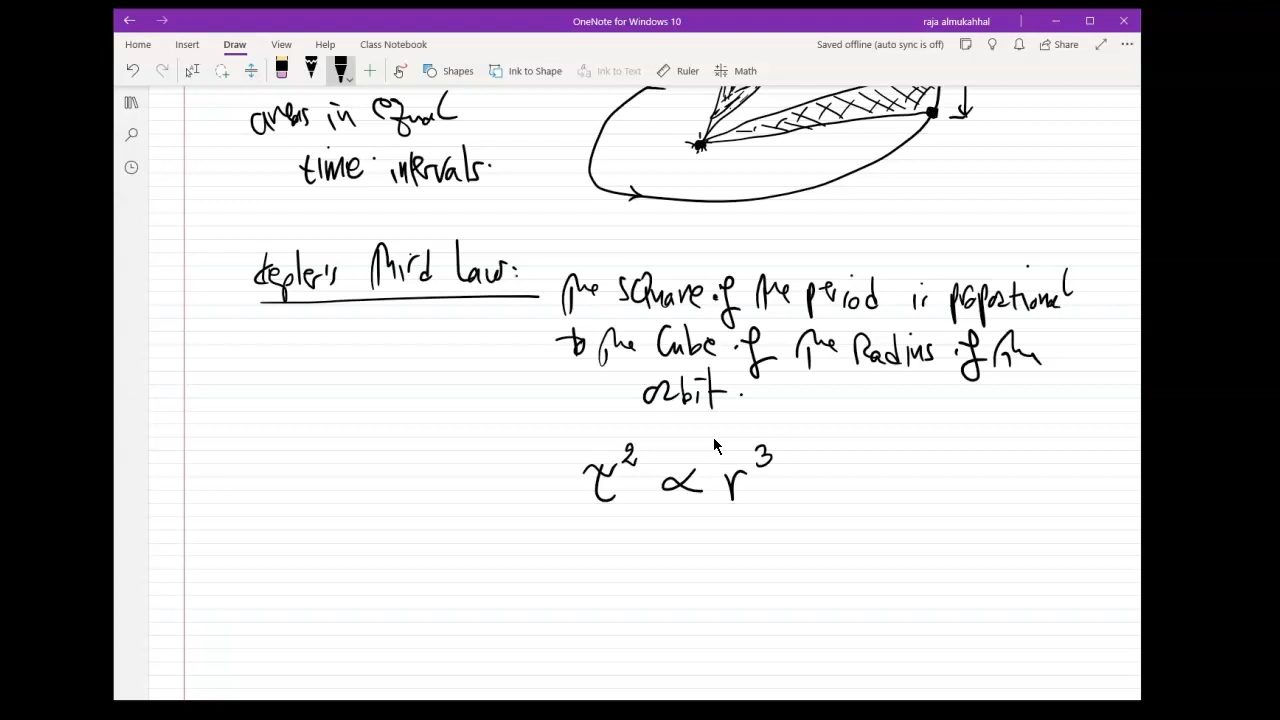 OneNote for Windows 10
raja almukahhal
Home Insert Draw View Help Class Notebook
Saved offline (auto sync is off)
Share
Shapes
Ink to Shape
Ink to Text
Ruler
Math
areas in equal
time intervals.
Kepler's Third Law:
The square of the period is proportional
to the Cube of the Radius of the
orbit.
τ² ∝ r³